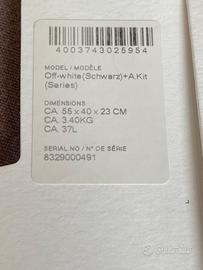 4003743025954
MODEL / MODÈLE
Off-white(Schwarz)+A.Kit
(Series)
DIMENSIONS
CA. 55 x 40 x 23 CM
CA. 3.40KG
CA. 37L
SERIAL NO / N° DE SÉRIE
8329000491
subito